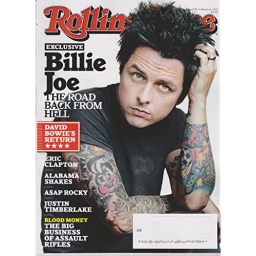 Rolling Stone
EXCLUSIVE
Billie
Joe
THE ROAD
BACK FROM
HELL
DAVID
BOWIE'S
RETURN
★★★★
ERIC
CLAPTON
ALABAMA
SHAKES
ASAP ROCKY
JUSTIN
TIMBERLAKE
BLOOD MONEY
THE BIG
BUSINESS
OF ASSAULT
RIFLES